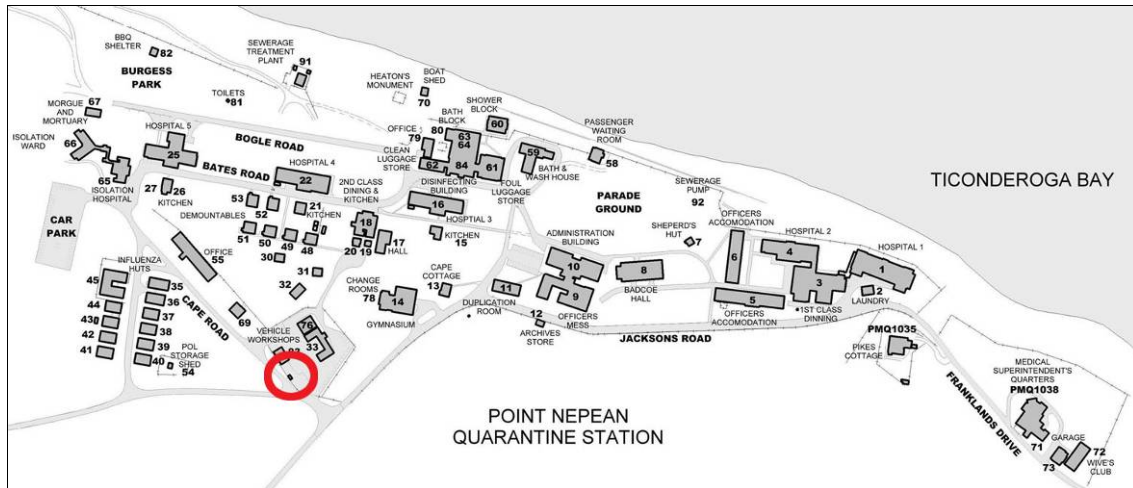 BBQ
SHELTER
82
BURGESS
PARK
SEWERAGE
TREATMENT
PLANT
91
TOILETS
81
HEATON'S
MONUMENT
BOAT
SHED
70
SHOWER
BLOCK
60
MORGUE
AND
MORTUARY
67
ISOLATION
WARD
66
65
ISOLATION
HOSPITAL
HOSPITAL 5
25
BOGLE ROAD
BATES ROAD
HOSPITAL 4
22
OFFICE
79
BATH
BLOCK
80
63
64
CLEAN
LUGGAGE
STORE
62
84
61
DISINFECTING
BUILDING
FOUL
LUGGAGE
STORE
59
BATH &
WASH HOUSE
PASSENGER
WAITING
ROOM
58
PARADE
GROUND
SEWERAGE
PUMP
92
TICONDEROGA BAY
27
26
KITCHEN
53
52
21
KITCHEN
DEMOUNTABLES
51
50
49
48
2ND CLASS
DINING &
KITCHEN
18
20
19
17
HALL
16
HOSPTIAL 3
KITCHEN
15
CAR
PARK
OFFICE
55
30
31
32
INFLUENZA
HUTS
45
44
43
42
41
35
36
37
38
39
40
CAPE ROAD
69
POL
STORAGE
SHED
54
VEHICLE
WORKSHOPS
76
33
93
CHANGE
ROOMS
78
14
GYMNASIUM
CAPE
COTTAGE
13
11
DUPLICATION
ROOM
ADMINISTRATION
BUILDING
10
9
OFFICERS
MESS
12
ARCHIVES
STORE
8
BADCOE
HALL
SHEPERD'S
HUT
7
OFFICERS
ACCOMODATION
6
5
OFFICERS
ACCOMODATION
HOSPITAL 2
4
3
1ST CLASS
DINNING
HOSPITAL 1
1
2
LAUNDRY
JACKSONS ROAD
PMQ1035
PIKES
COTTAGE
FRANKLANDS DRIVE
MEDICAL
SUPERINTENDENT'S
QUARTERS
PMQ1038
71
GARAGE
73
72
WIVE'S
CLUB
POINT NEPEAN
QUARANTINE STATION